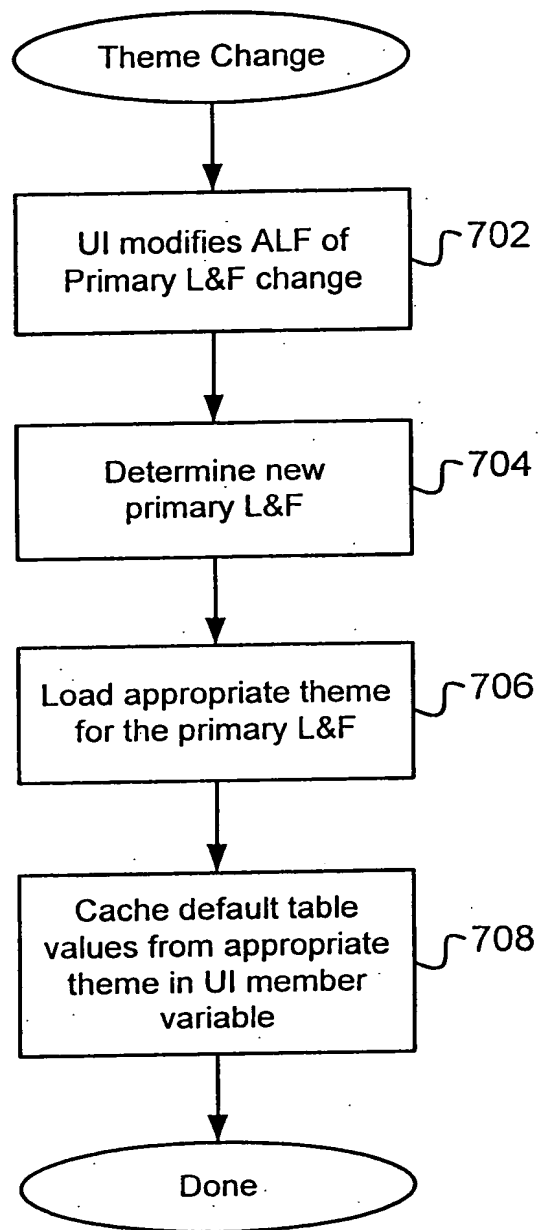 Theme Change
UI modifies ALF of
Primary L&F change
702
Determine new
primary L&F
704
Load appropriate theme
for the primary L&F
706
Cache default table
values from appropriate
theme in UI member
variable
708
Done